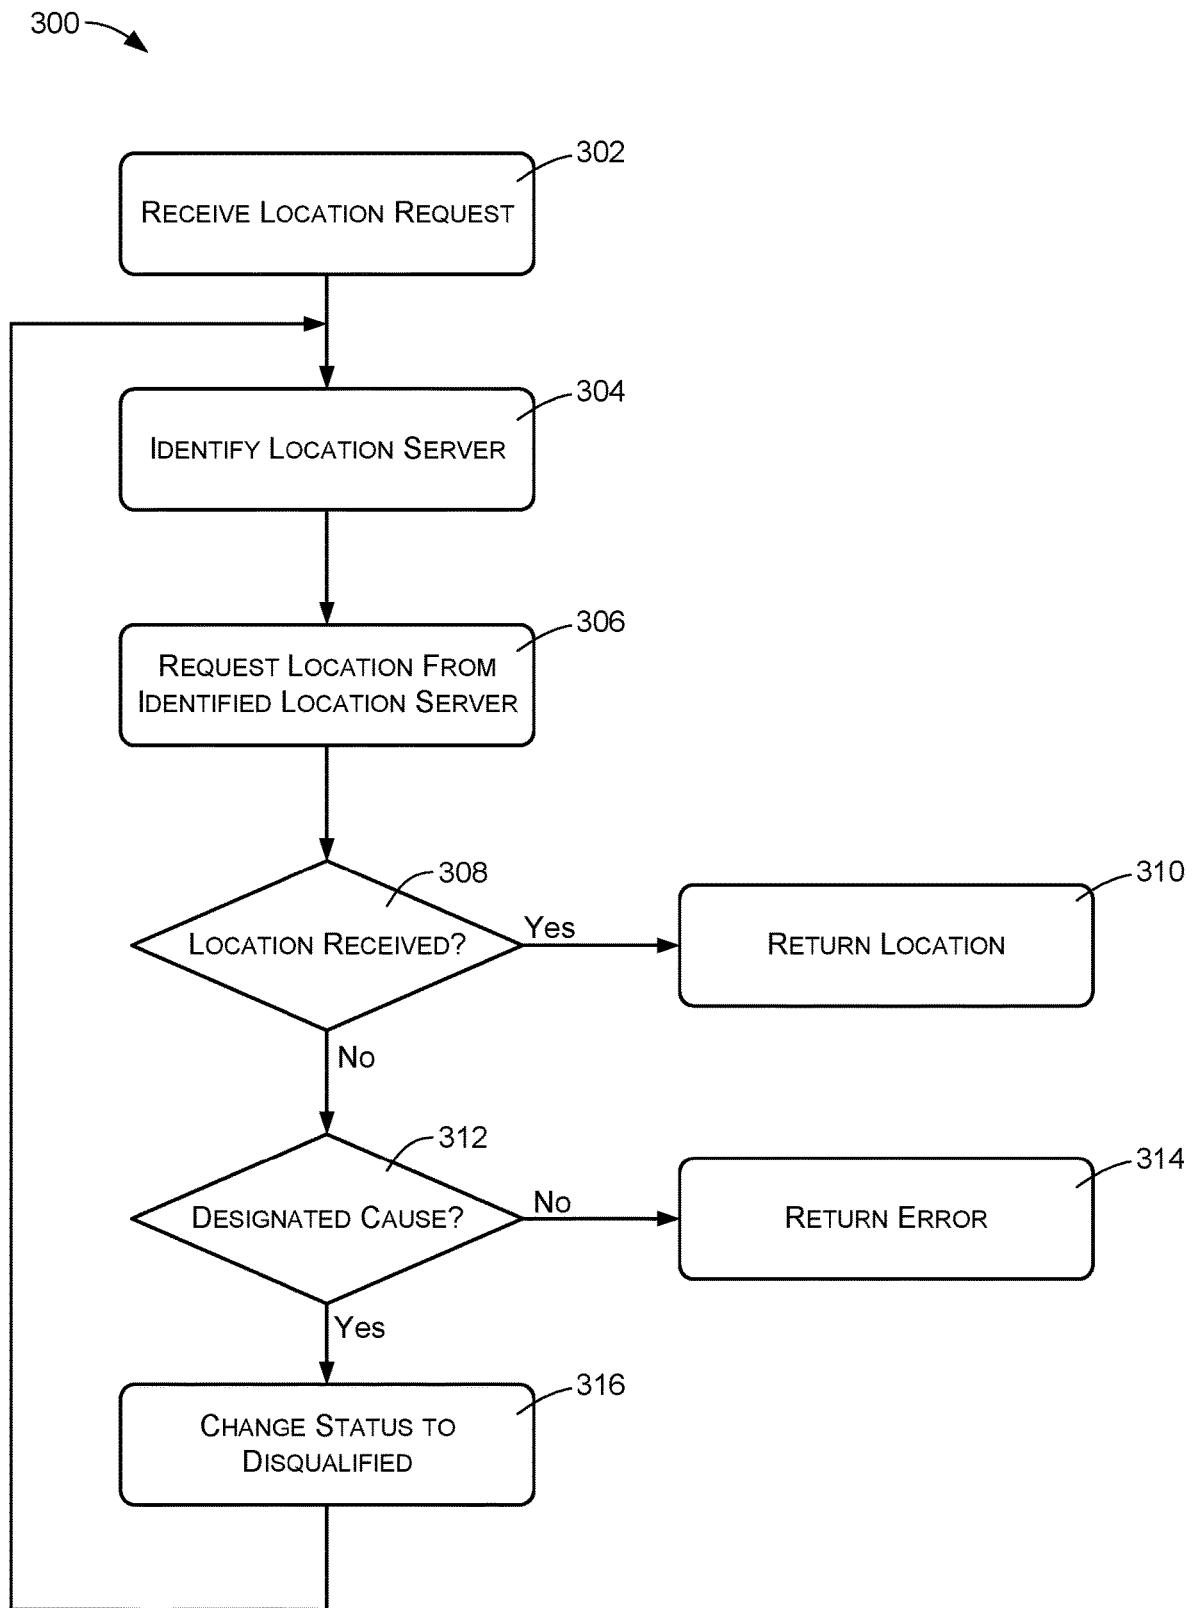 300
302
RECEIVE LOCATION REQUEST
304
IDENTIFY LOCATION SERVER
306
REQUEST LOCATION FROM
IDENTIFIED LOCATION SERVER
308
LOCATION RECEIVED?
Yes
310
RETURN LOCATION
No
312
DESIGNATED CAUSE?
No
314
RETURN ERROR
Yes
316
CHANGE STATUS TO
DISQUALIFIED